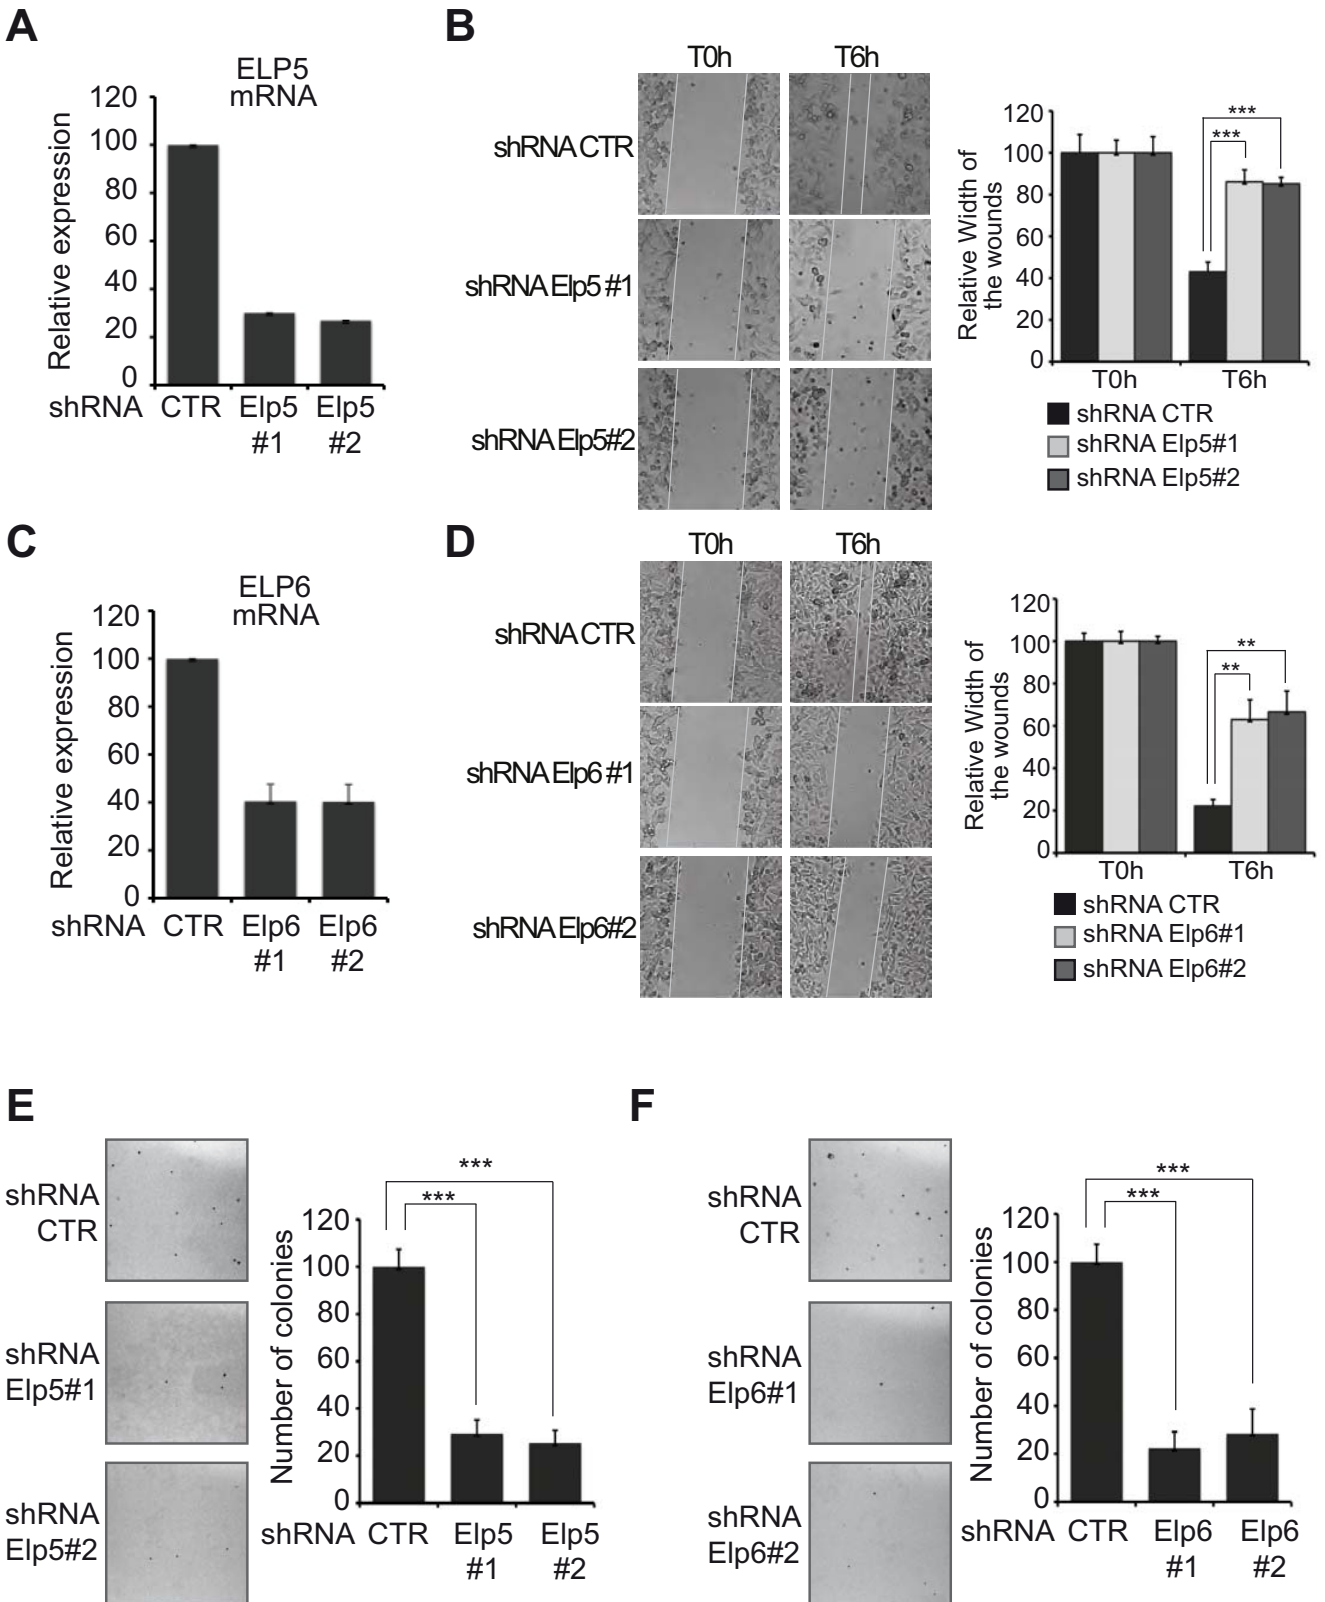 A
ELP5
mRNA
Relative expression
120
100
80
60
40
20
0
shRNA CTR Elp5 Elp5
#1 #2
B
T0h T6h
shRNA CTR
shRNA Elp5 #1
shRNA Elp5#2
Relative Width of
the wounds
120
100
80
60
40
20
0
***
***
T0h T6h
shRNA CTR
shRNA Elp5#1
shRNA Elp5#2
C
ELP6
mRNA
Relative expression
120
100
80
60
40
20
0
shRNA CTR Elp6 Elp6
#1 #2
D
T0h T6h
shRNA CTR
shRNA Elp6 #1
shRNA Elp6#2
Relative Width of
the wounds
120
100
80
60
40
20
0
**
**
T0h T6h
shRNA CTR
shRNA Elp6#1
shRNA Elp6#2
E
shRNA
CTR
shRNA
Elp5#1
shRNA
Elp5#2
Number of colonies
120
100
80
60
40
20
0
***
***
shRNA CTR Elp5 Elp5
#1 #2
F
shRNA
CTR
shRNA
Elp6#1
shRNA
Elp6#2
Number of colonies
120
100
80
60
40
20
0
***
***
shRNA CTR Elp6 Elp6
#1 #2